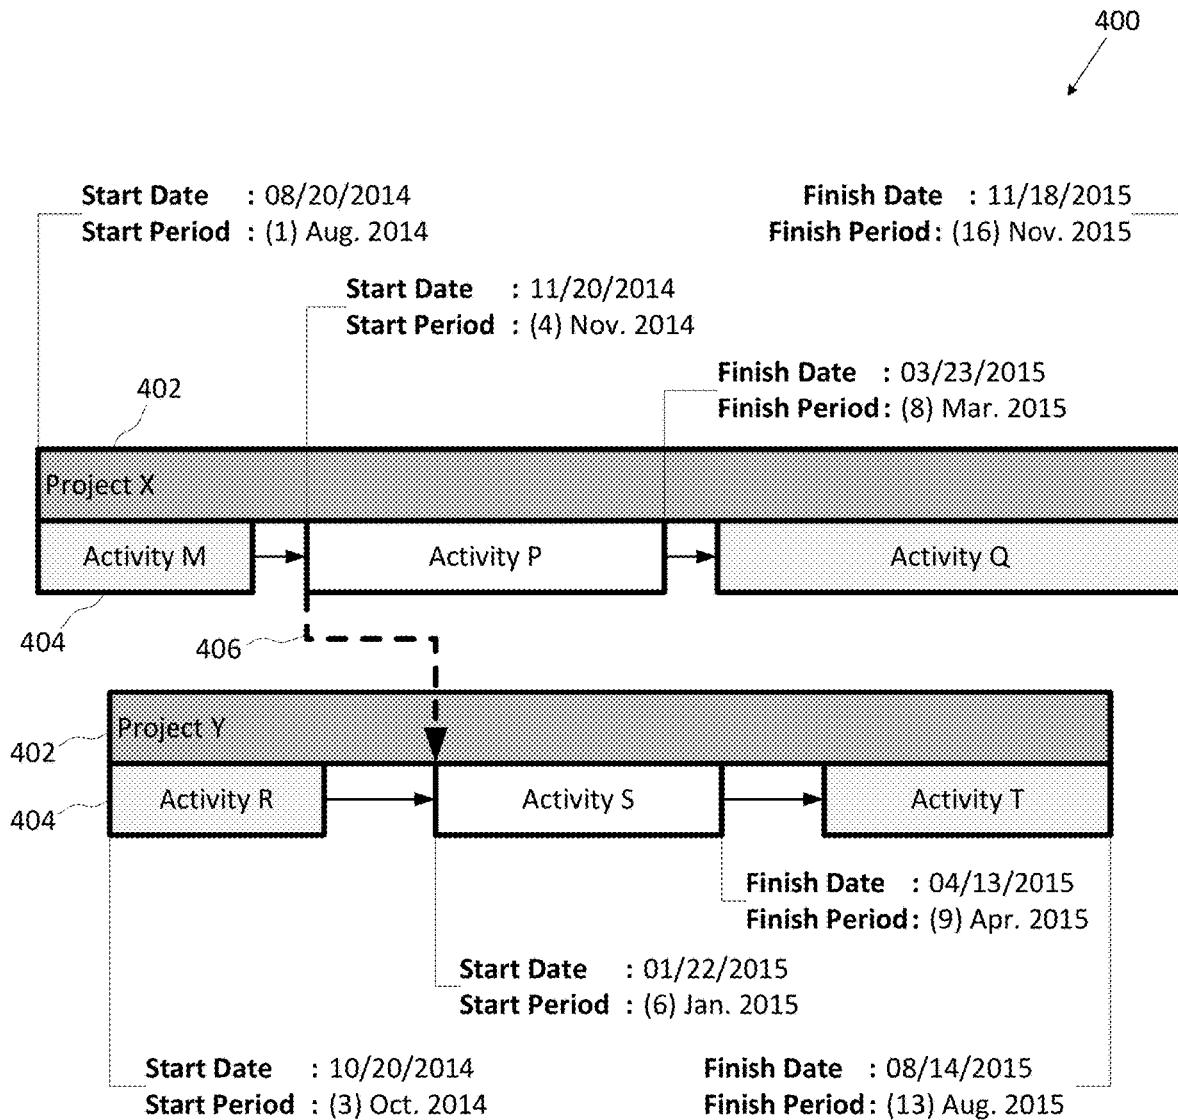 400
Start Date : 08/20/2014
Start Period : (1) Aug. 2014
Finish Date : 11/18/2015
Finish Period : (16) Nov. 2015
Start Date : 11/20/2014
Start Period : (4) Nov. 2014
Finish Date : 03/23/2015
Finish Period : (8) Mar. 2015
402
Project X
Activity M
Activity P
Activity Q
404
406
Project Y
402
Activity R
Activity S
Activity T
404
Finish Date : 04/13/2015
Finish Period : (9) Apr. 2015
Start Date : 01/22/2015
Start Period : (6) Jan. 2015
Start Date : 10/20/2014
Start Period : (3) Oct. 2014
Finish Date : 08/14/2015
Finish Period : (13) Aug. 2015